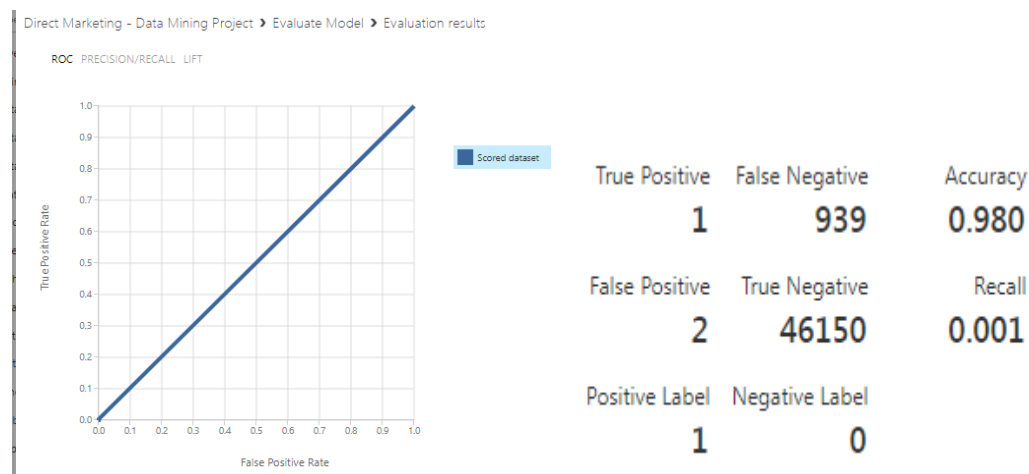 Direct Marketing - Data Mining Project > Evaluate Model > Evaluation results
ROC PRECISION/RECALL LIFT
True Positive Rate
1.0
0.9
0.8
0.7
0.6
0.5
0.4
0.3
0.2
0.1
0.0
0.0 0.1 0.2 0.3 0.4 0.5 0.6 0.7 0.8 0.9 1.0
False Positive Rate
Scored dataset
True Positive False Negative Accuracy
1 939 0.980
False Positive True Negative Recall
2 46150 0.001
Positive Label Negative Label
1 0